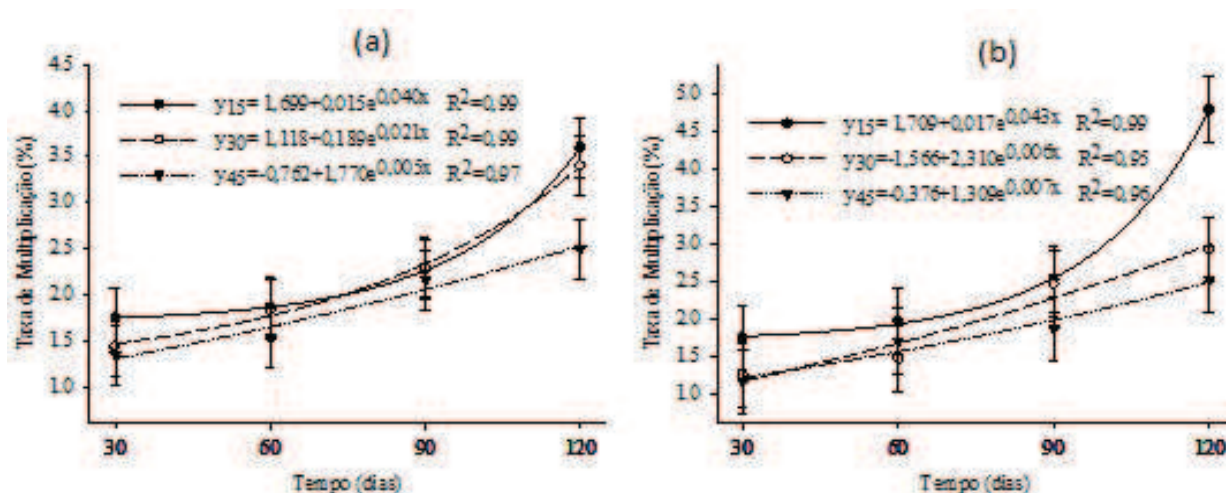 (a)
4.5
4.0
3.5
3.0
2.5
2.0
1.5
1.0
Taxa de Multiplicação (%)
y15= 1,699+0,015e0,040x R2=0,99
y30= 1,118+0,189e0,021x R2=0,99
y45=-0,762+1,770e0,005x R2=0,97
30 60 90 120
Tempo (dias)
(b)
5.0
4.5
4.0
3.5
3.0
2.5
2.0
1.5
1.0
Taxa de Multiplicação (%)
y15= 1,709+0,017e0,043x R2=0,99
y30=-1,566+2,310e0,006x R2=0,95
y45=-0,376+1,309e0,007x R2=0,96
30 60 90 120
Tempo (dias)